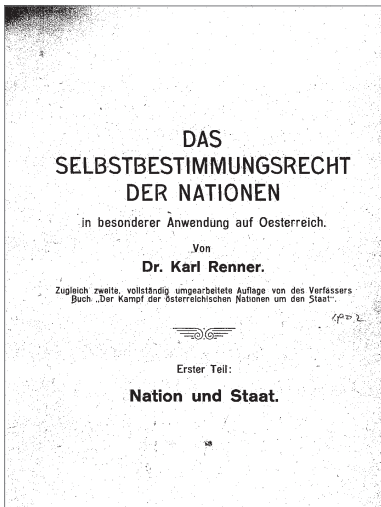 DAS
SELBSTBESTIMMUNGSRECHT
DER NATIONEN
in besonderer Anwendung auf Oesterreich.
Von
Dr. Karl Renner.
Zugleich zweite, vollständig umgearbeitete Auflage von des Verfassers
Buch „Der Kampf der österreichischen Nationen um den Staat“.
1902
Erster Teil:
Nation und Staat.